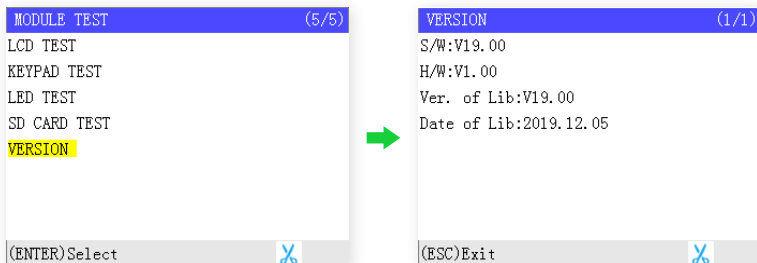 MODULE TEST (5/5)
LCD TEST
KEYPAD TEST
LED TEST
SD CARD TEST
VERSION
(ENTER)Select
VERSION (1/1)
S/W:V19.00
H/W:V1.00
Ver. of Lib:V19.00
Date of Lib:2019.12.05
(ESC)Exit